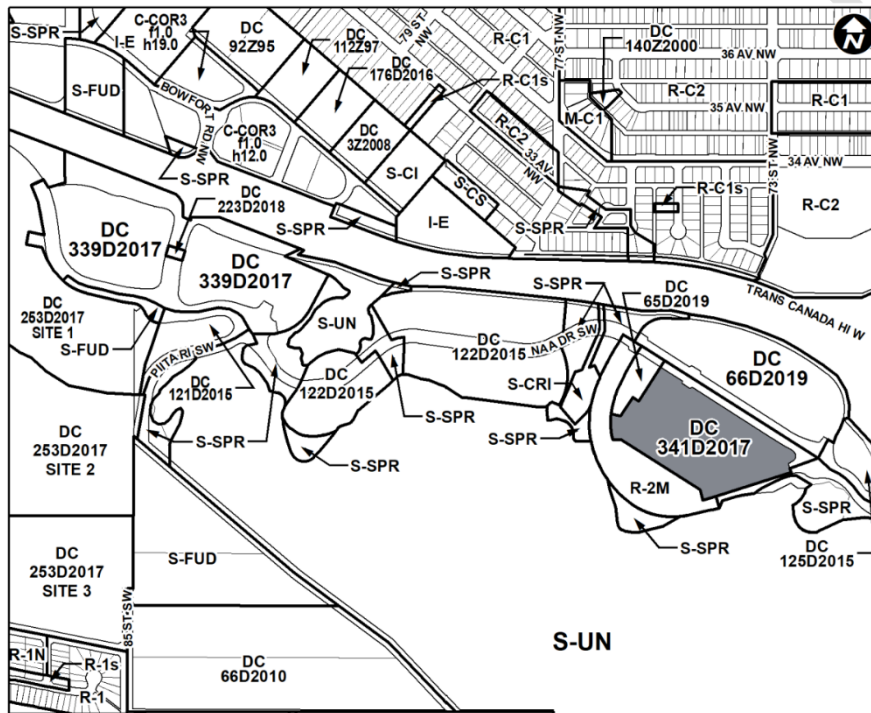 S-SPR
I-E
C-COR3
f1.0
h19.0
DC
92Z95
DC
112Z97
79 ST
NW
R-C1
77 ST NW
DC
140Z2000
N
36 AV NW
DC
176D2016
R-C1s
S-FUD
BOWFORT RD NW
R-C2
35 AV NW
R-C1
C-COR3
f1.0
h12.0
DC
3Z2008
R-C2
33 AV
NW
M-C1
34 AV NW
73 ST NW
S-SPR
S-CI
S-CS
R-C1s
R-C2
DC
223D2018
S-SPR
I-E
S-SPR
DC
339D2017
DC
339D2017
S-SPR
S-SPR
DC
65D2019
TRANS CANADA HI W
DC
253D2017
SITE 1
S-UN
NAA DR SW
S-FUD
PIITA RI SW
DC
122D2015
DC
66D2019
DC
121D2015
DC
122D2015
S-CRI
S-SPR
DC
341D2017
DC
253D2017
SITE 2
S-SPR
S-SPR
S-SPR
R-2M
S-SPR
S-SPR
DC
125D2015
DC
253D2017
SITE 3
S-FUD
85 ST SW
S-UN
R-1N
R-1s
R-1
DC
66D2010